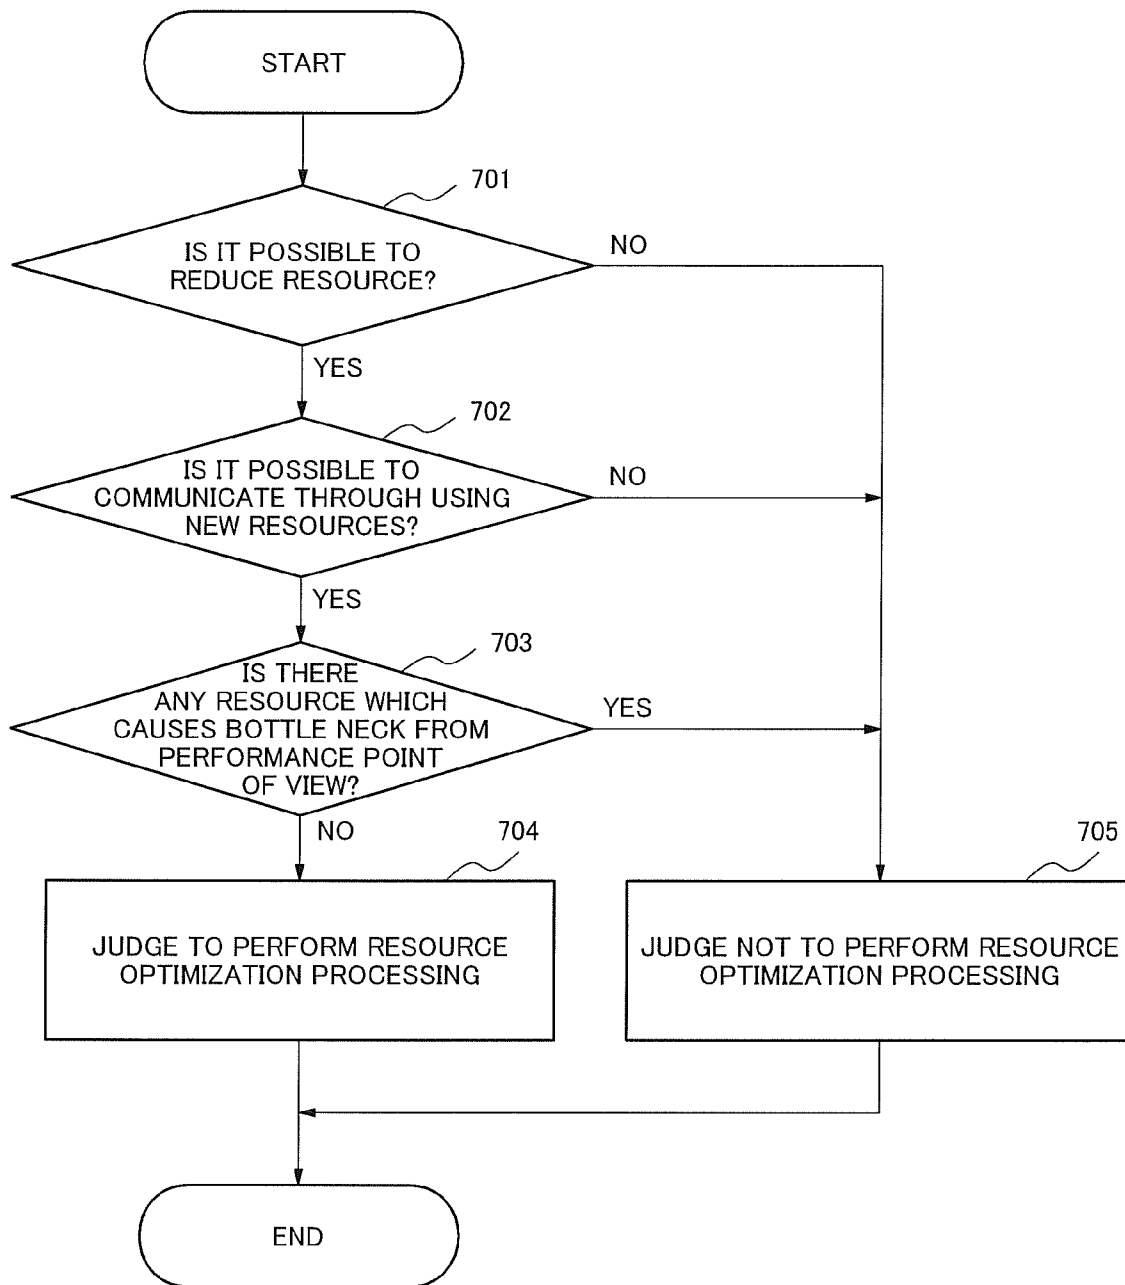 START
701
IS IT POSSIBLE TO
REDUCE RESOURCE?
NO
YES
702
IS IT POSSIBLE TO
COMMUNICATE THROUGH USING
NEW RESOURCES?
NO
YES
703
IS THERE
ANY RESOURCE WHICH
CAUSES BOTTLE NECK FROM
PERFORMANCE POINT
OF VIEW?
YES
NO
704
JUDGE TO PERFORM RESOURCE
OPTIMIZATION PROCESSING
705
JUDGE NOT TO PERFORM RESOURCE
OPTIMIZATION PROCESSING
END